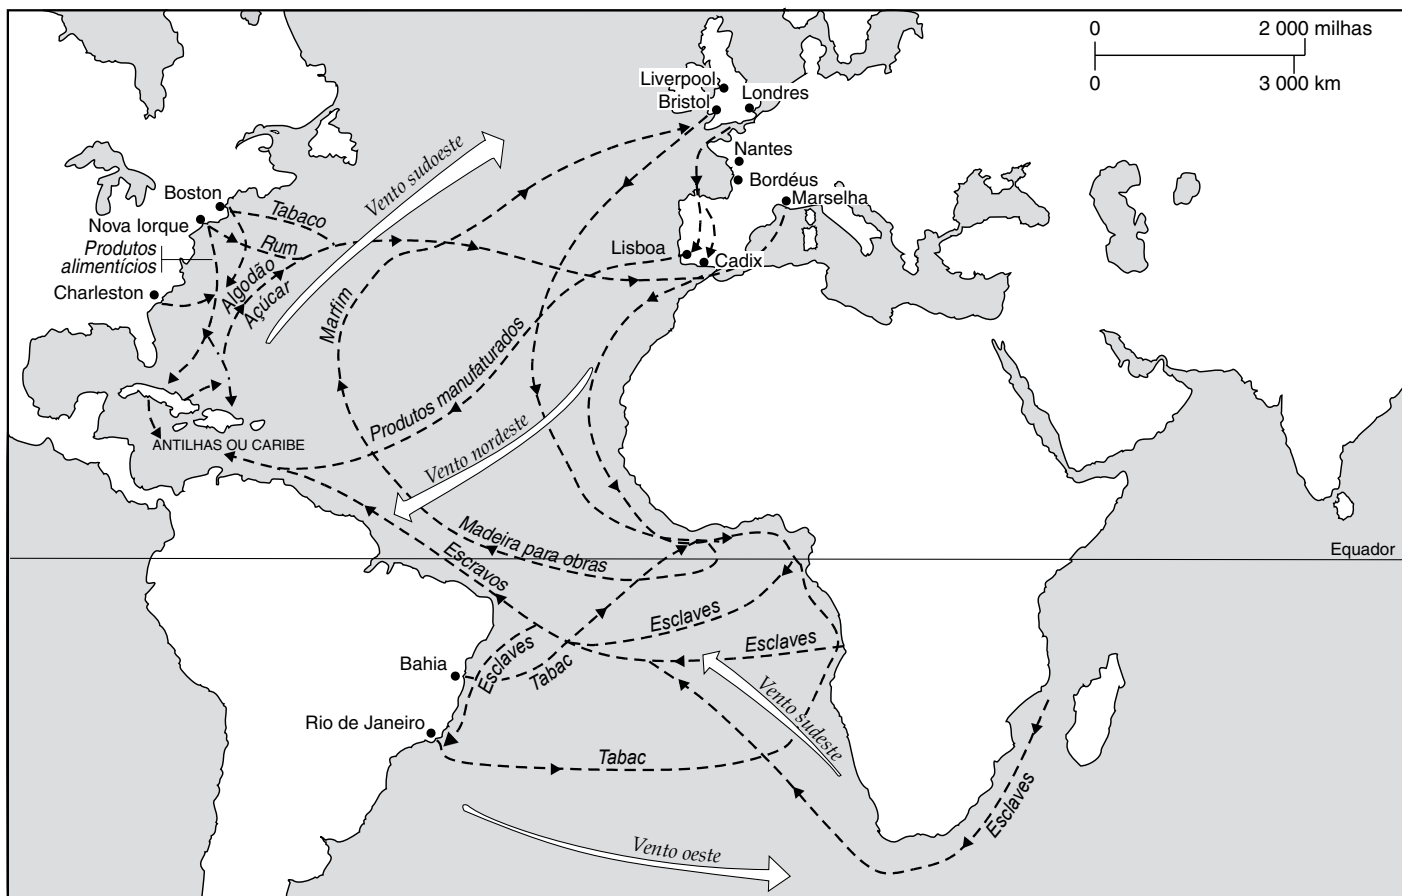 0 2 000 milhas
0 3 000 km
Liverpool
Londres
Bristol
Vento sudoeste
Nantes
Bordéus
Marselha
Boston
Tabaco
Nova Iorque
Rum
Produtos
alimentícios
Lisboa
Cadix
Algodão
Açúcar
Charleston
Marfim
Produtos manufaturados
Vento nordeste
ANTILHAS OU CARIBE
Madeira para obras
Equador
Escravos
Esclaves
Esclaves
Esclaves
Tabac
Bahia
Vento sudeste
Rio de Janeiro
Tabac
Esclaves
Vento oeste